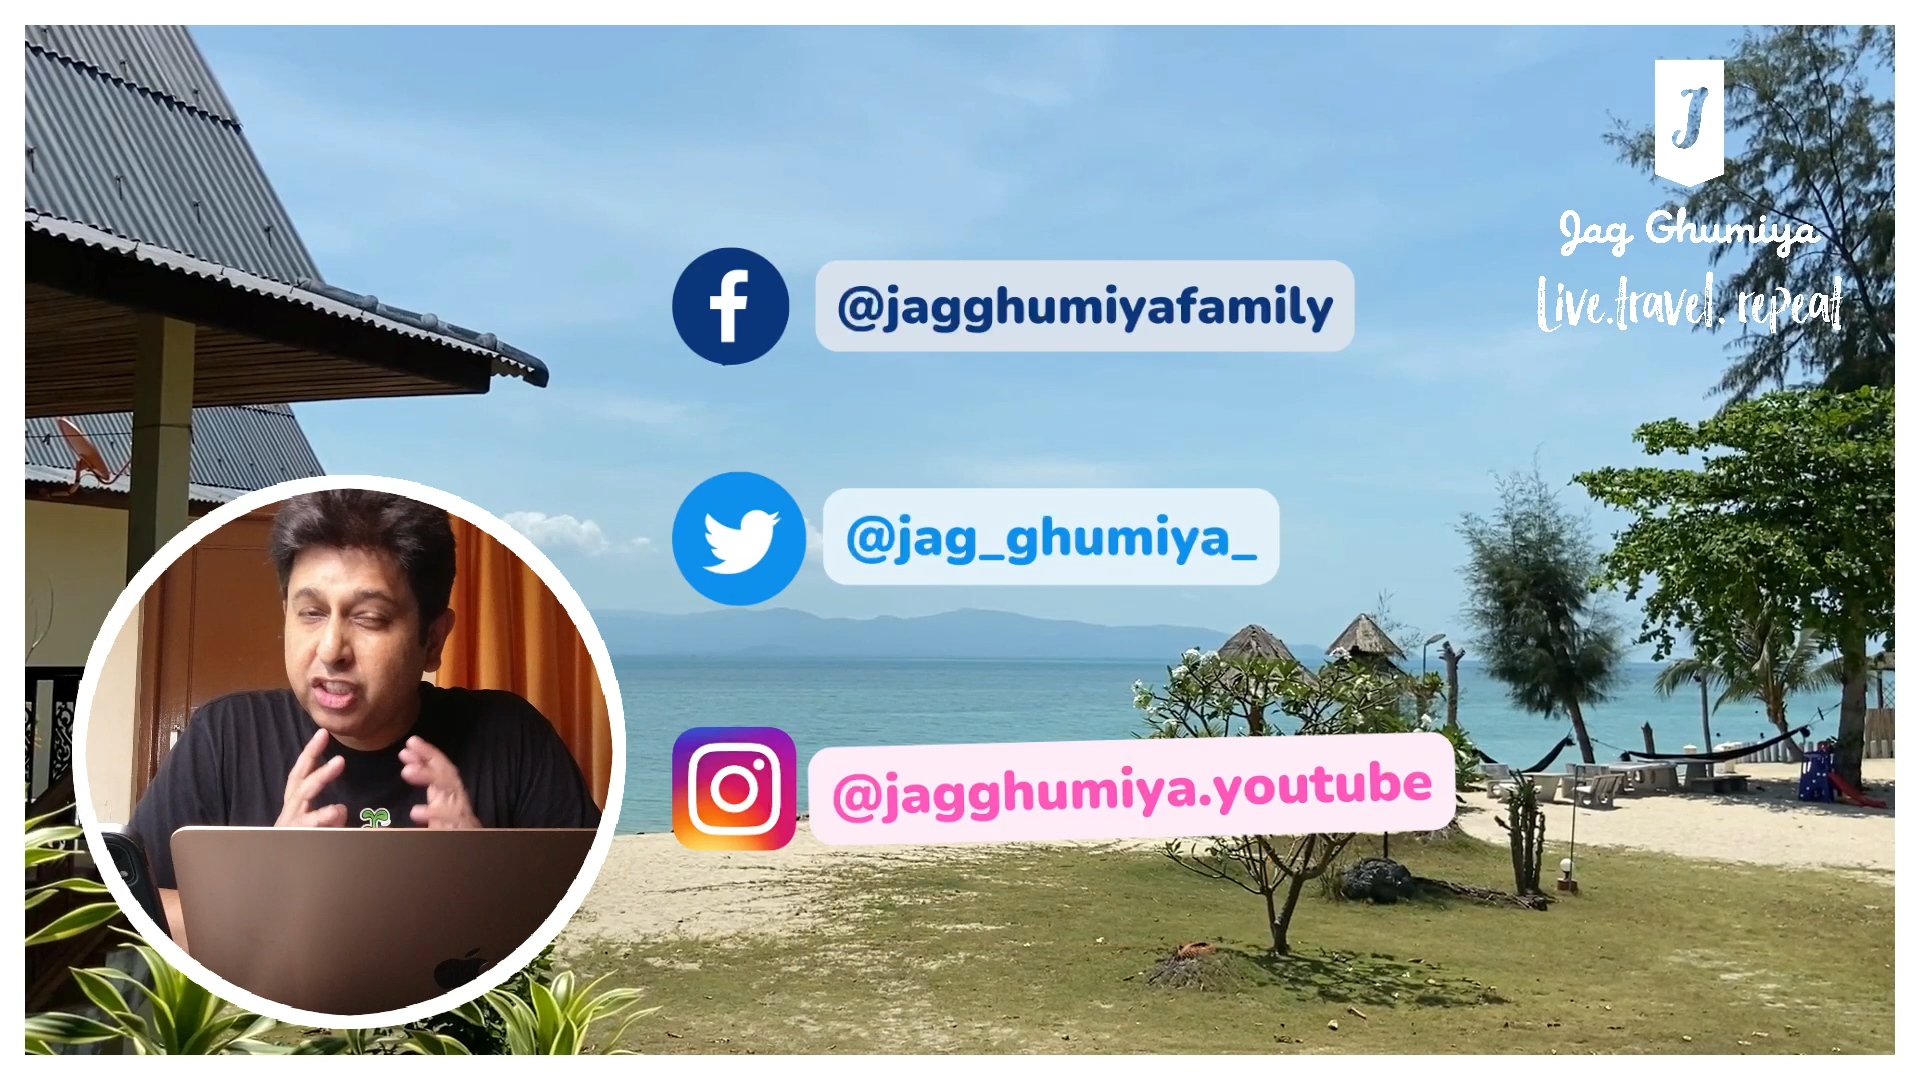 J
Jag Ghumiya
Live.travel. repeat
f
@jagghumiyafamily
@jag_ghumiya_
@jagghumiya.youtube